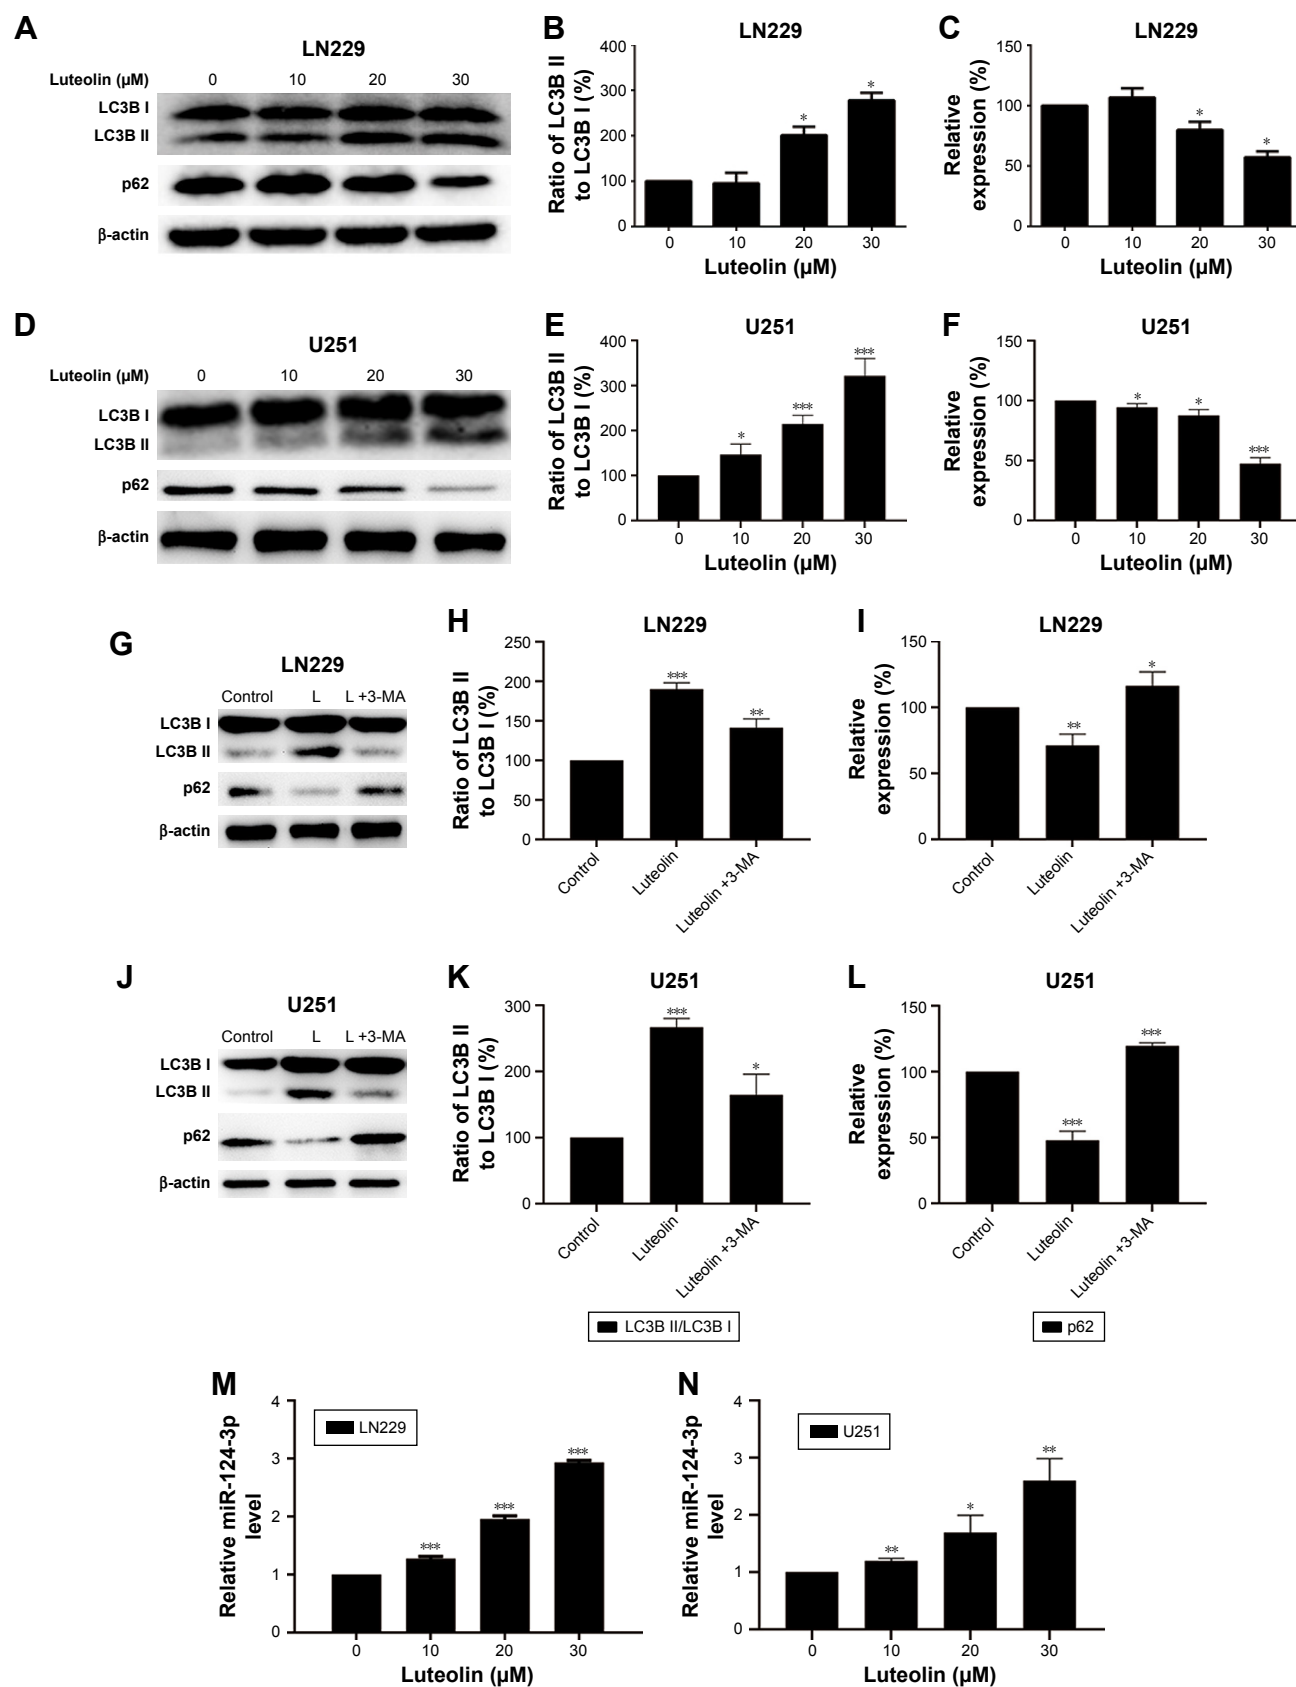 A
LN229
Luteolin (µM) 0 10 20 30
LC3B I
LC3B II
p62
β-actin
B
LN229
Ratio of LC3B II
to LC3B I (%)
400
300
200
100
0
*
*
0 10 20 30
Luteolin (µM)
C
LN229
Relative
expression (%)
150
100
50
0
*
*
0 10 20 30
Luteolin (µM)
D
U251
Luteolin (µM) 0 10 20 30
LC3B I
LC3B II
p62
β-actin
E
U251
Ratio of LC3B II
to LC3B I (%)
400
300
200
100
0
*
***
***
0 10 20 30
Luteolin (µM)
F
U251
Relative
expression (%)
150
100
50
0
*
*
***
0 10 20 30
Luteolin (µM)
G
LN229
Control L L +3-MA
LC3B I
LC3B II
p62
β-actin
H
LN229
Ratio of LC3B II
to LC3B I (%)
250
200
150
100
50
0
***
**
Control
Luteolin
Luteolin +3-MA
I
LN229
Relative
expression (%)
150
100
50
0
**
*
Control
Luteolin
Luteolin +3-MA
J
U251
Control L L +3-MA
LC3B I
LC3B II
p62
β-actin
K
U251
Ratio of LC3B II
to LC3B I (%)
300
200
100
0
***
*
Control
Luteolin
Luteolin +3-MA
LC3B II/LC3B I
L
U251
Relative
expression (%)
150
100
50
0
***
***
Control
Luteolin
Luteolin +3-MA
p62
M
Relative miR-124-3p
level
4
3
2
1
0
LN229
***
***
***
0 10 20 30
Luteolin (µM)
N
Relative miR-124-3p
level
4
3
2
1
0
U251
**
*
**
0 10 20 30
Luteolin (µM)